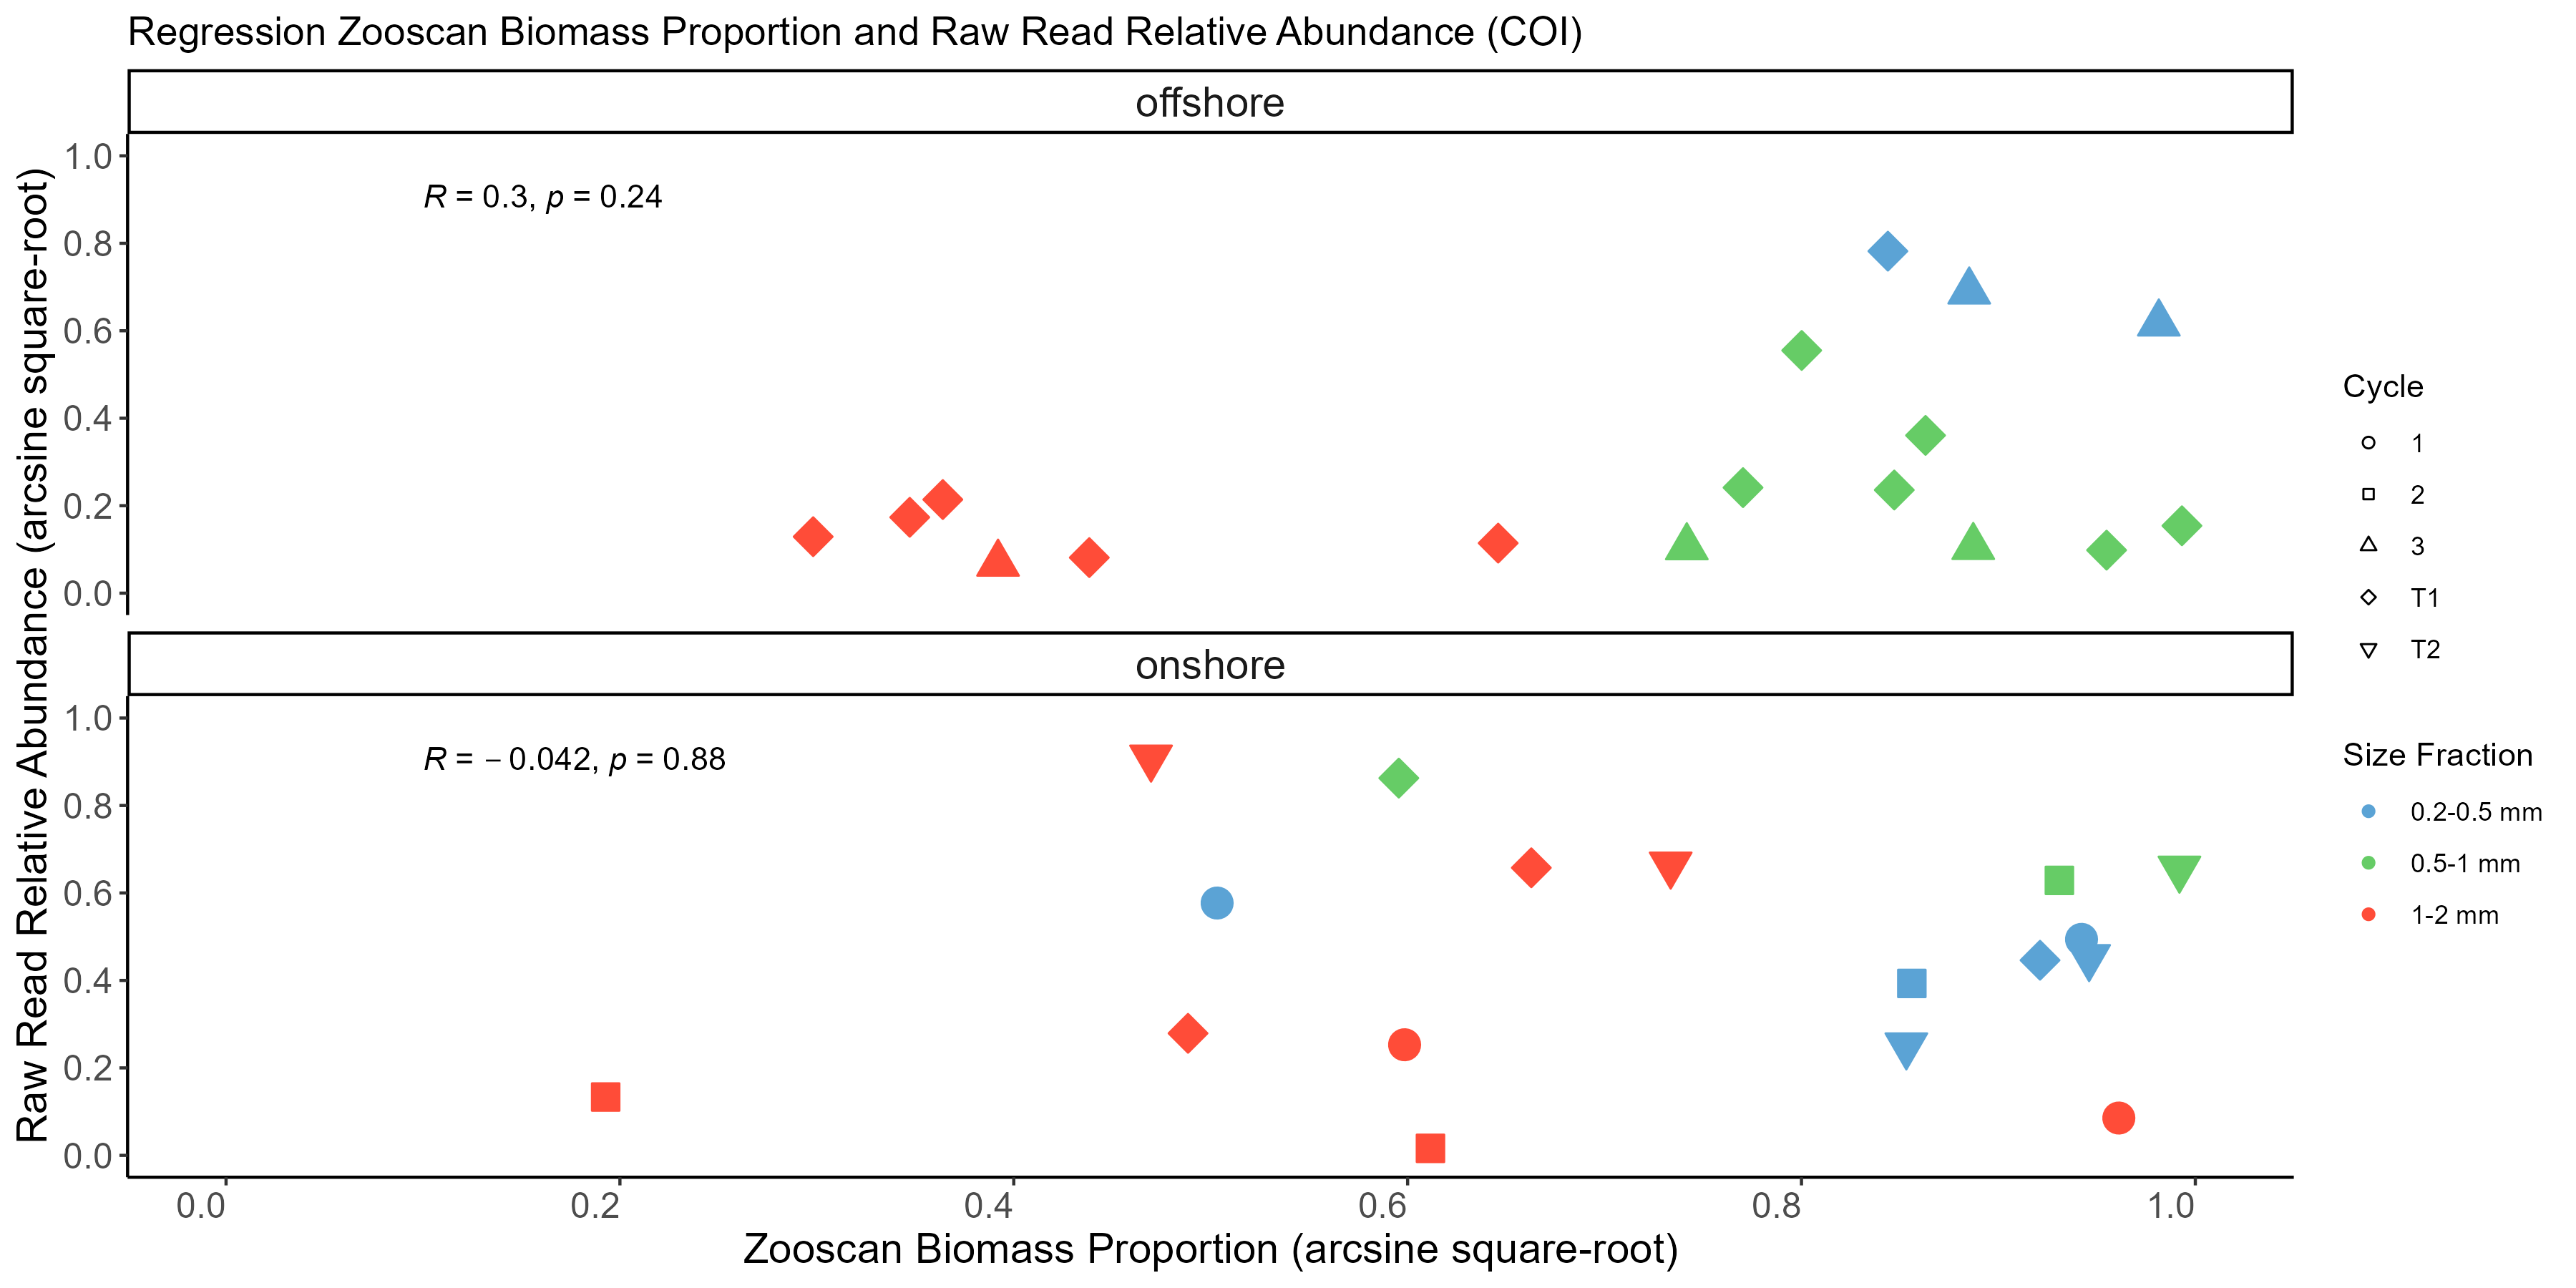 Regression Zooscan Biomass Proportion and Raw Read Relative Abundance (COI)
offshore
R = 0.3, p = 0.24
1.0
0.8
0.6
0.4
0.2
0.0
onshore
R = − 0.042, p = 0.88
1.0
0.8
0.6
0.4
0.2
0.0
0.0 0.2 0.4 0.6 0.8 1.0
Zooscan Biomass Proportion (arcsine square-root)
Raw Read Relative Abundance (arcsine square-root)
Cycle
1
2
3
T1
T2
Size Fraction
0.2-0.5 mm
0.5-1 mm
1-2 mm